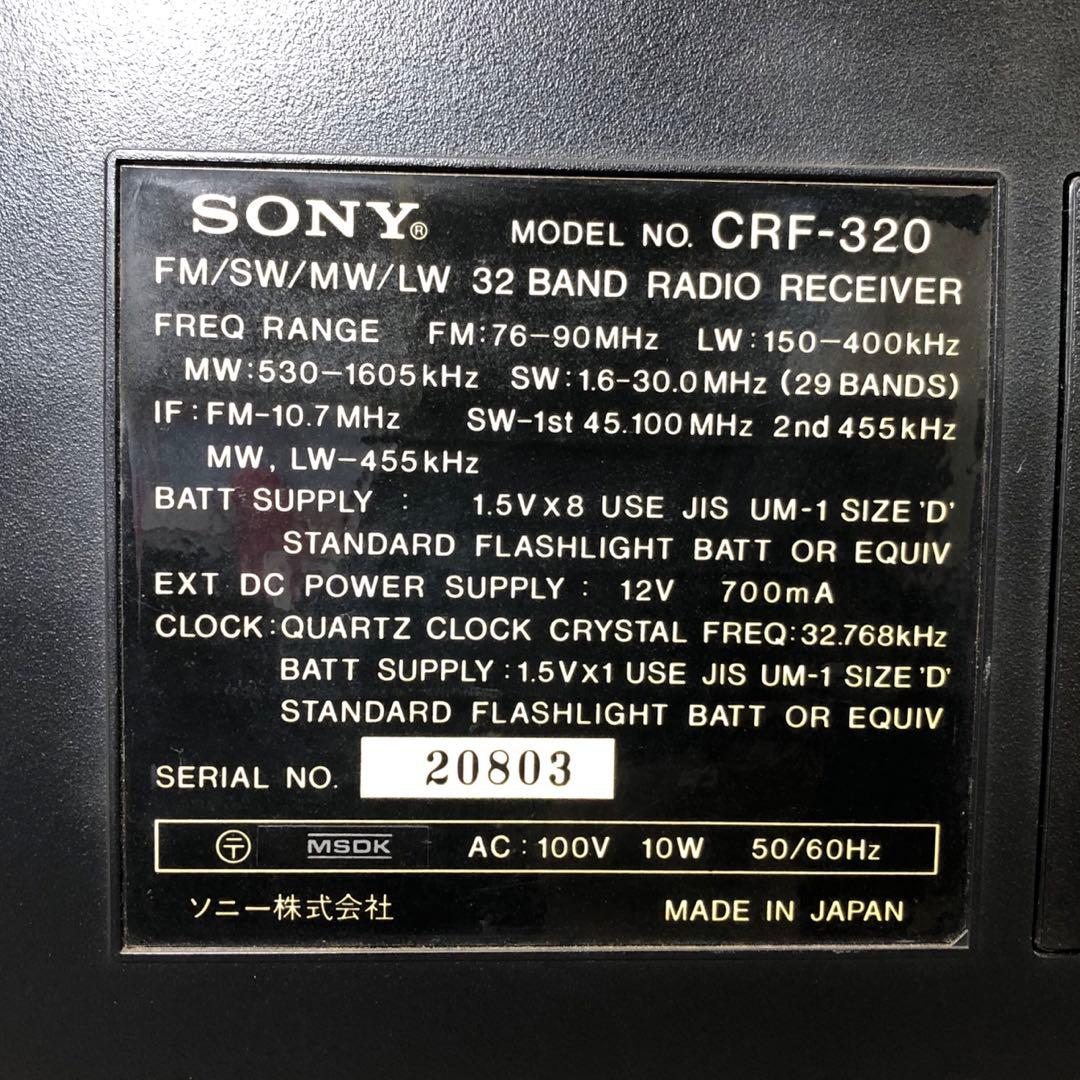 SONY® MODEL NO. CRF-320
FM/SW/MW/LW 32 BAND RADIO RECEIVER
FREQ RANGE FM:76-90MHz LW:150-400kHz
MW:530-1605kHz SW:1.6-30.0MHz (29 BANDS)
IF:FM-10.7MHz SW-1st 45.100MHz 2nd 455kHz
MW, LW-455kHz
BATT SUPPLY : 1.5V×8 USE JIS UM-1 SIZE 'D'
STANDARD FLASHLIGHT BATT OR EQUIV
EXT DC POWER SUPPLY : 12V 700mA
CLOCK:QUARTZ CLOCK CRYSTAL FREQ:32.768kHz
BATT SUPPLY:1.5V×1 USE JIS UM-1 SIZE 'D'
STANDARD FLASHLIGHT BATT OR EQUIV
SERIAL NO. 20803
〶 MSDK AC:100V 10W 50/60Hz
ソニー株式会社 MADE IN JAPAN